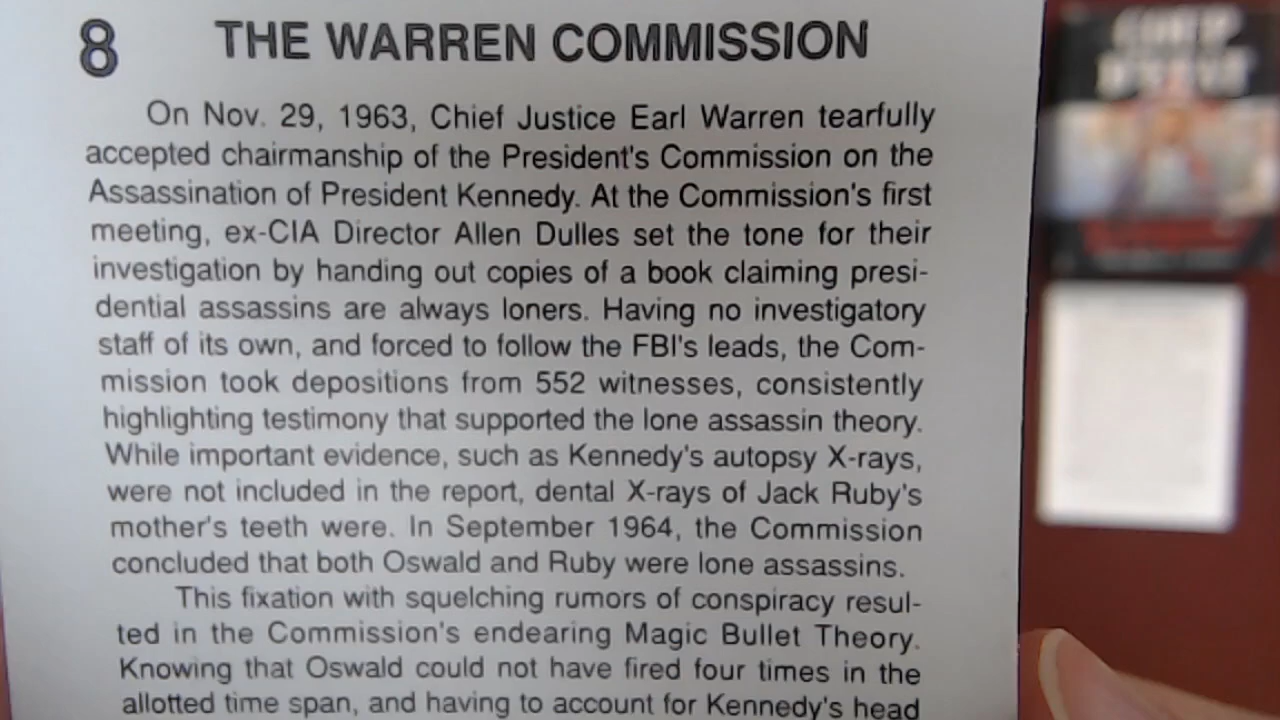 8 THE WARREN COMMISSION
On Nov. 29, 1963, Chief Justice Earl Warren tearfully
accepted chairmanship of the President's Commission on the
Assassination of President Kennedy. At the Commission's first
meeting, ex-CIA Director Allen Dulles set the tone for their
investigation by handing out copies of a book claiming presi-
dential assassins are always loners. Having no investigatory
staff of its own, and forced to follow the FBI's leads, the Com-
mission took depositions from 552 witnesses, consistently
highlighting testimony that supported the lone assassin theory.
While important evidence, such as Kennedy's autopsy X-rays,
were not included in the report, dental X-rays of Jack Ruby's
mother's teeth were. In September 1964, the Commission
concluded that both Oswald and Ruby were lone assassins.
This fixation with squelching rumors of conspiracy resul-
ted in the Commission's endearing Magic Bullet Theory.
Knowing that Oswald could not have fired four times in the
allotted time span, and having to account for Kennedy's head